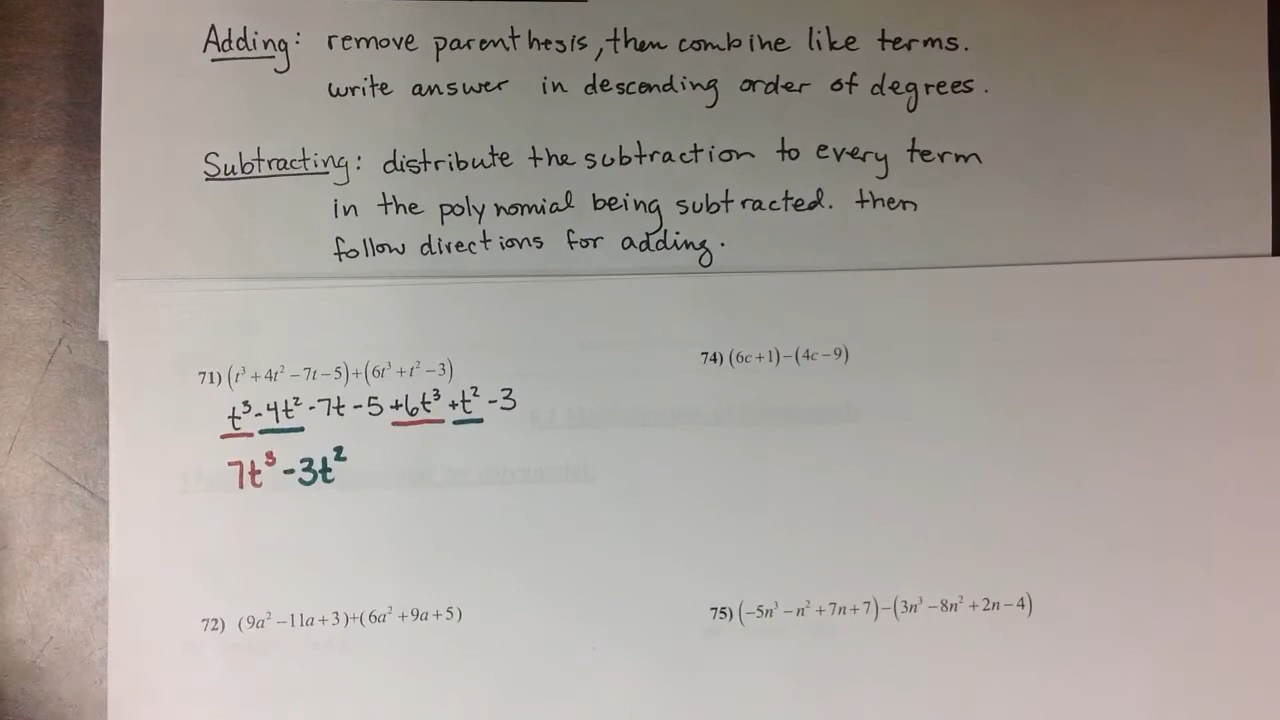 Adding: remove parenthesis, then combine like terms.
write answer in descending order of degrees.
Subtracting: distribute the subtraction to every term
in the polynomial being subtracted. then
follow directions for adding.
71) (t³ + 4t² − 7t − 5) + (6t³ + t² − 3)
t³ - 4t² - 7t - 5 + 6t³ + t² - 3
7t³ - 3t²
74) (6c + 1) − (4c − 9)
72) (9a² − 11a + 3) + (6a² + 9a + 5)
75) (−5n³ − n² + 7n + 7) − (3n³ − 8n² + 2n − 4)